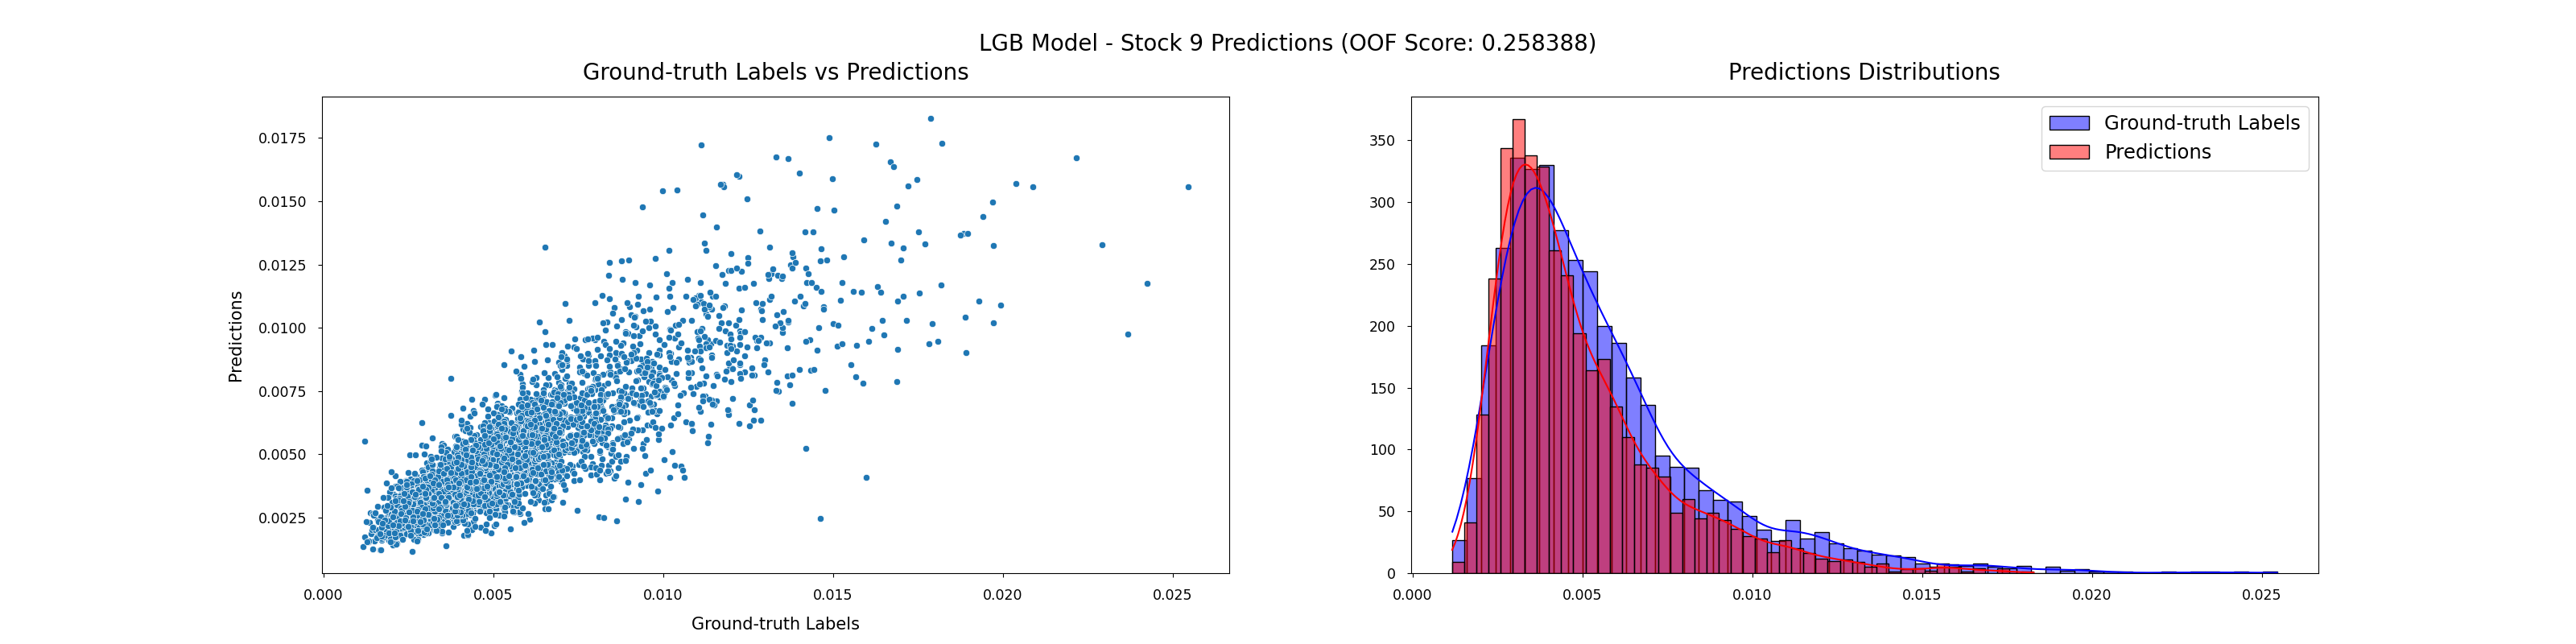 LGB Model - Stock 9 Predictions (OOF Score: 0.258388)
Ground-truth Labels vs Predictions
Predictions
0.0175
0.0150
0.0125
0.0100
0.0075
0.0050
0.0025
0.000 0.005 0.010 0.015 0.020 0.025
Ground-truth Labels
Predictions Distributions
Ground-truth Labels
Predictions
350
300
250
200
150
100
50
0
0.000 0.005 0.010 0.015 0.020 0.025